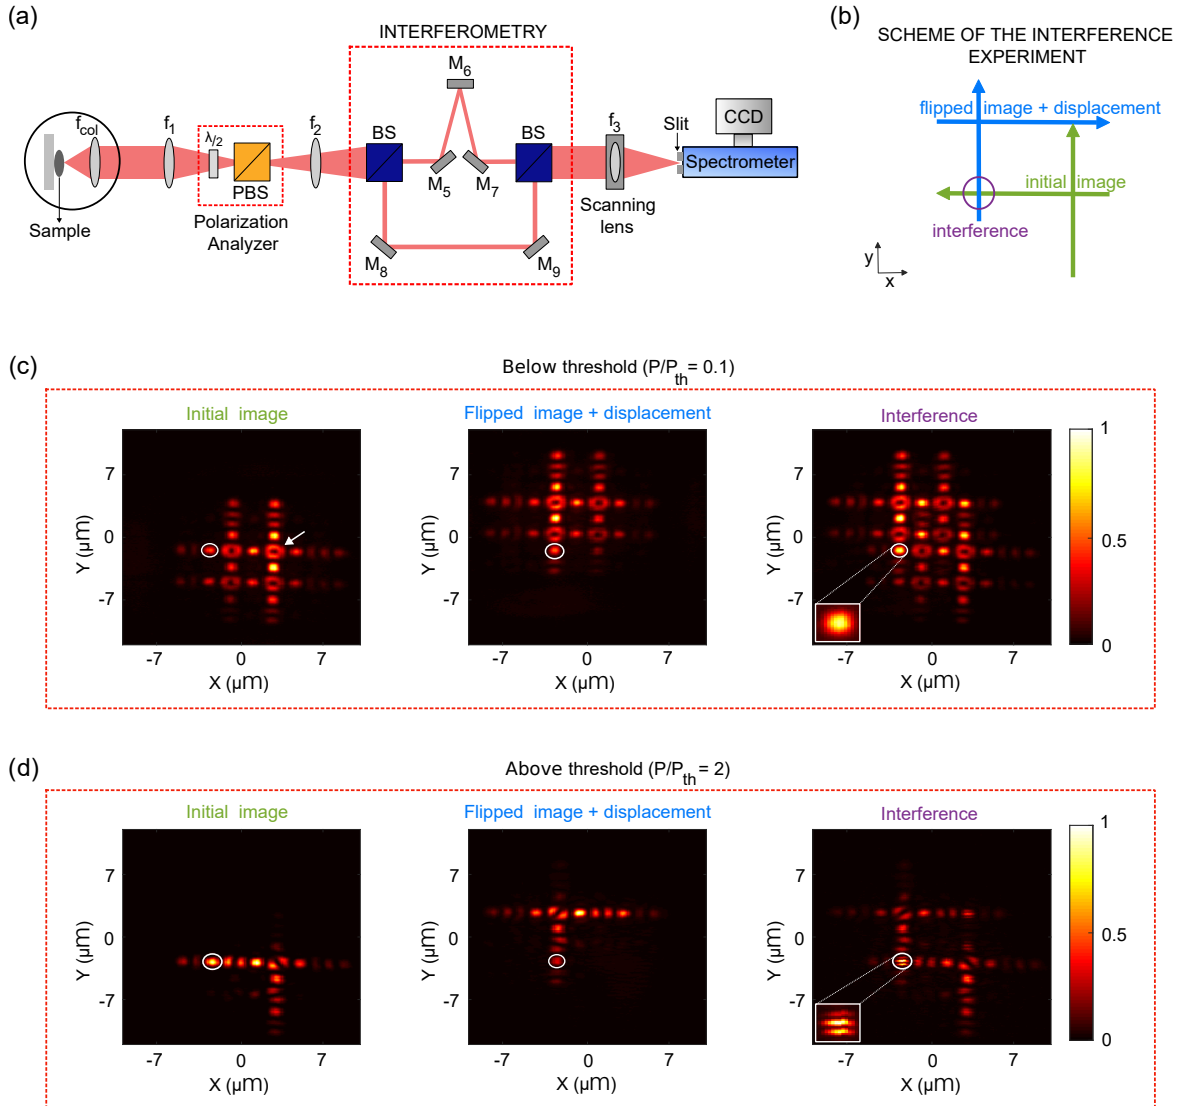 (a)
INTERFEROMETRY
M6
fcol
f1
λ/2
f2
BS
BS
f3
Slit
CCD
Spectrometer
PBS
M5
M7
Sample
Polarization
Analyzer
Scanning
lens
M8
M9
(b)
SCHEME OF THE INTERFERENCE
EXPERIMENT
flipped image + displacement
initial image
interference
y
x
(c)
Below threshold (P/Pth = 0.1)
Initial image
Flipped image + displacement
Interference
7
0
-7
Y (µm)
-7 0 7
X (µm)
7
0
-7
Y (µm)
-7 0 7
X (µm)
7
0
-7
Y (µm)
-7 0 7
X (µm)
1
0.5
0
(d)
Above threshold (P/Pth = 2)
Initial image
Flipped image + displacement
Interference
7
0
-7
Y (µm)
-7 0 7
X (µm)
7
0
-7
Y (µm)
-7 0 7
X (µm)
7
0
-7
Y (µm)
-7 0 7
X (µm)
1
0.5
0